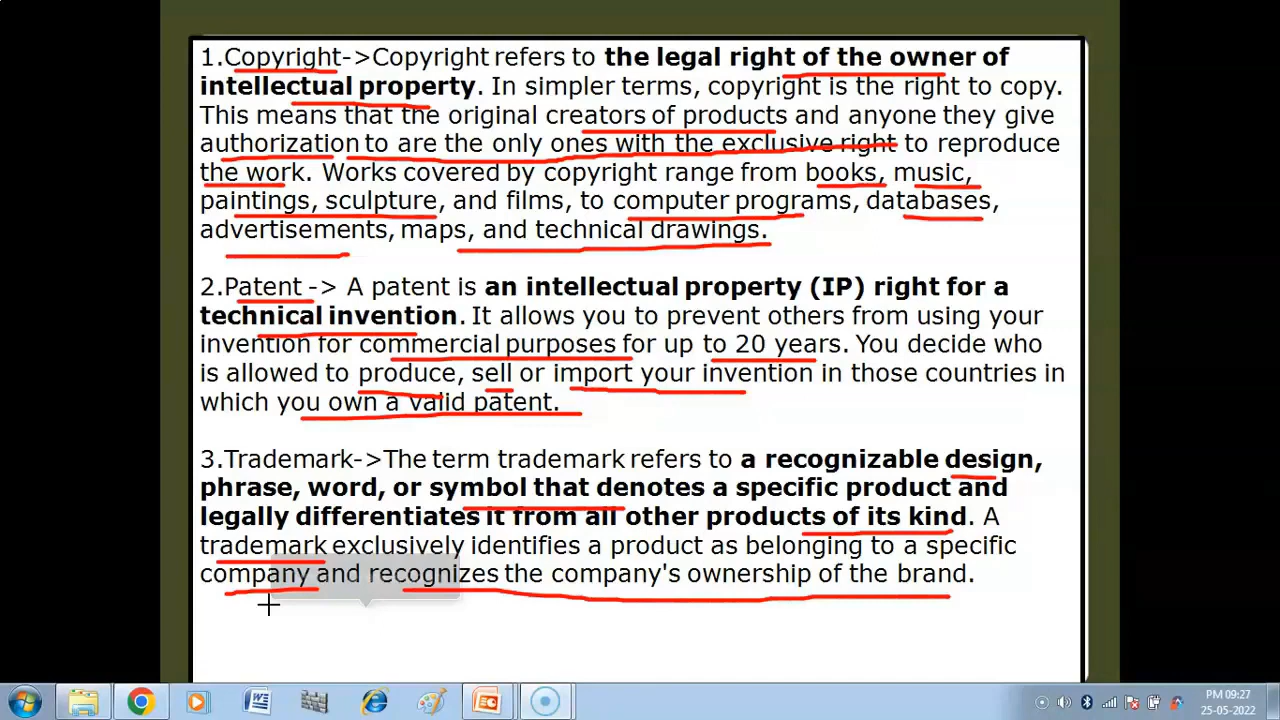 1.Copyright->Copyright refers to the legal right of the owner of
intellectual property. In simpler terms, copyright is the right to copy.
This means that the original creators of products and anyone they give
authorization to are the only ones with the exclusive right to reproduce
the work. Works covered by copyright range from books, music,
paintings, sculpture, and films, to computer programs, databases,
advertisements, maps, and technical drawings.
2.Patent -> A patent is an intellectual property (IP) right for a
technical invention. It allows you to prevent others from using your
invention for commercial purposes for up to 20 years. You decide who
is allowed to produce, sell or import your invention in those countries in
which you own a valid patent.
3.Trademark->The term trademark refers to a recognizable design,
phrase, word, or symbol that denotes a specific product and
legally differentiates it from all other products of its kind. A
trademark exclusively identifies a product as belonging to a specific
company and recognizes the company's ownership of the brand.
PM 09:27
25-05-2022